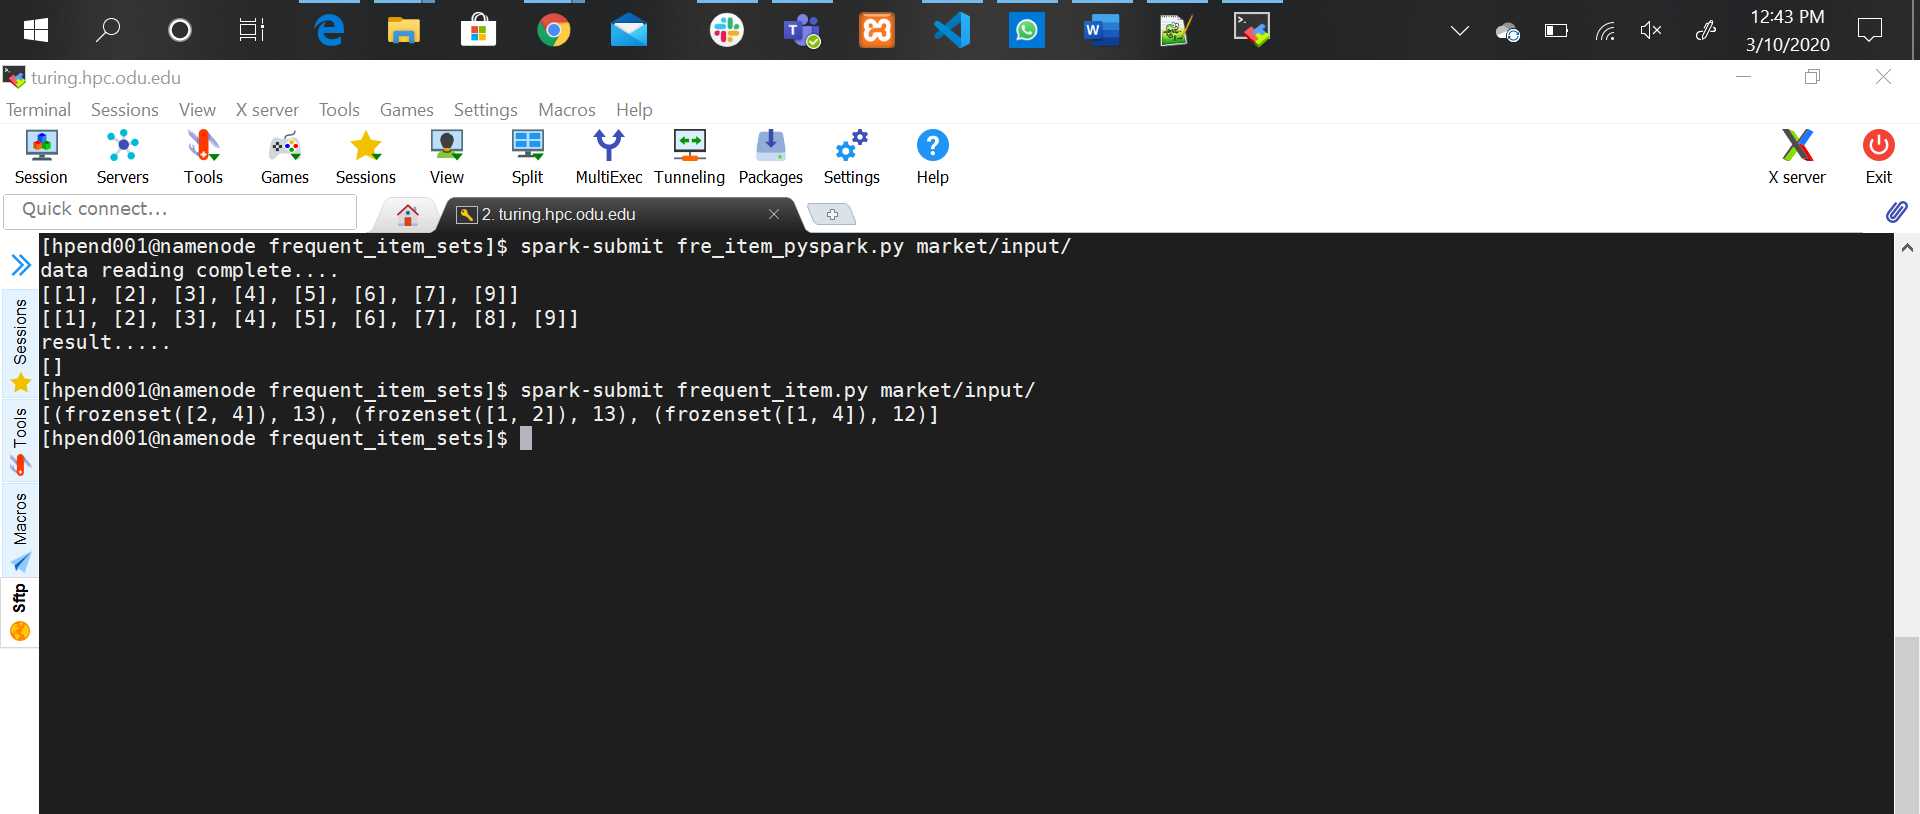 12:43 PM
3/10/2020
turing.hpc.odu.edu
Terminal Sessions View X server Tools Games Settings Macros Help
Session Servers Tools Games Sessions View Split MultiExec Tunneling Packages Settings Help X server Exit
Quick connect...
2. turing.hpc.odu.edu
Sessions
Tools
Macros
Sftp
[hpend001@namenode frequent_item_sets]$ spark-submit fre_item_pyspark.py market/input/
data reading complete....
[[1], [2], [3], [4], [5], [6], [7], [9]]
[[1], [2], [3], [4], [5], [6], [7], [8], [9]]
result.....
[]
[hpend001@namenode frequent_item_sets]$ spark-submit frequent_item.py market/input/
[(frozenset([2, 4]), 13), (frozenset([1, 2]), 13), (frozenset([1, 4]), 12)]
[hpend001@namenode frequent_item_sets]$